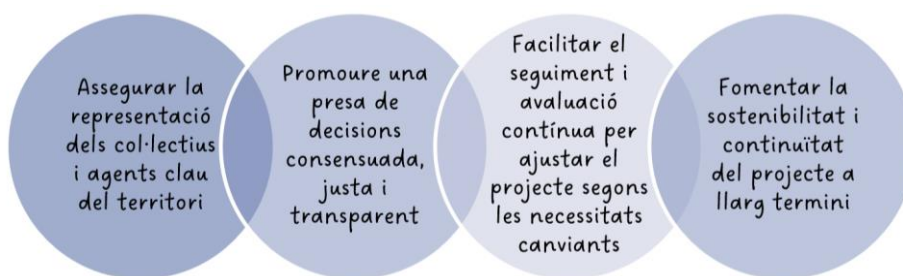 Assegurar la
representació
dels col·lectius
i agents clau
del territori
Promoure una
presa de
decisions
consensuada,
justa i
transparent
Facilitar el
seguiment i
avaluació
contínua per
ajustar el
projecte segons
les necessitats
canviants
Fomentar la
sostenibilitat i
continuïtat
del projecte a
llarg termini